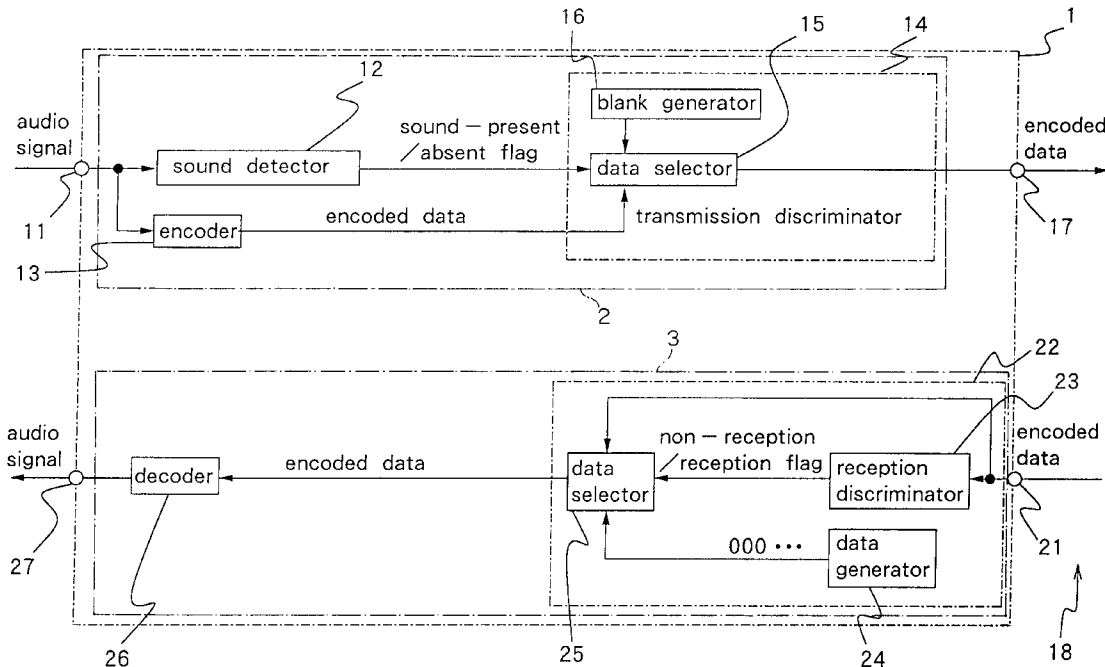 16
15
14
1
12
blank generator
audio
signal
sound-present
/absent flag
encoded
data
sound detector
data selector
encoded data
transmission discriminator
encoder
11
13
17
2
3
22
23
audio
signal
non-reception
/reception flag
encoded
data
encoded data
decoder
data
selector
reception
discriminator
000 ...
data
generator
27
21
26
25
24
18